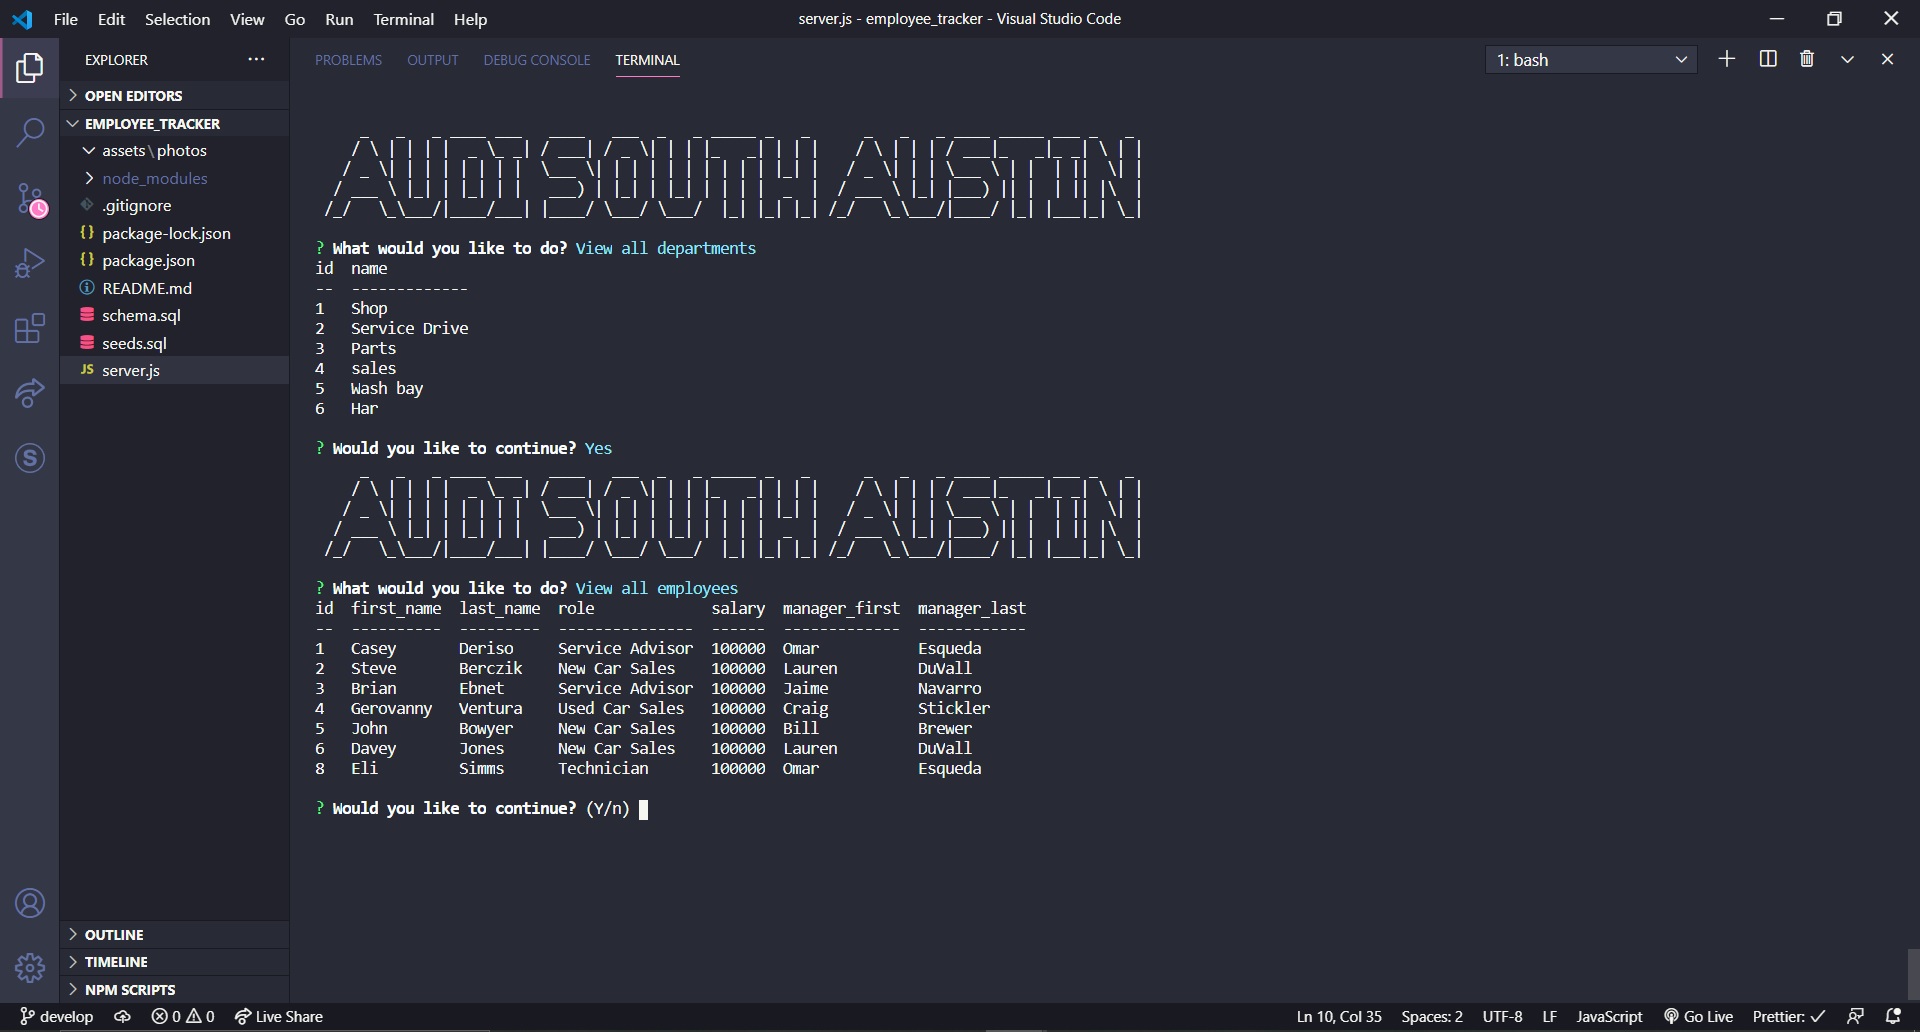 File Edit Selection View Go Run Terminal Help
server.js - employee_tracker - Visual Studio Code
EXPLORER
PROBLEMS OUTPUT DEBUG CONSOLE TERMINAL
1: bash
OPEN EDITORS
EMPLOYEE_TRACKER
assets\photos
node_modules
.gitignore
package-lock.json
package.json
README.md
schema.sql
seeds.sql
JS server.js
AUDI SOUTH AUSTIN
? What would you like to do? View all departments
id name
-- -------------
1 Shop
2 Service Drive
3 Parts
4 sales
5 Wash bay
6 Har
? Would you like to continue? Yes
AUDI SOUTH AUSTIN
? What would you like to do? View all employees
id first_name last_name role salary manager_first manager_last
-- ---------- --------- --------------- ------ ------------- ------------
1 Casey Deriso Service Advisor 100000 Omar Esqueda
2 Steve Berczik New Car Sales 100000 Lauren DuVall
3 Brian Ebnet Service Advisor 100000 Jaime Navarro
4 Gerovanny Ventura Used Car Sales 100000 Craig Stickler
5 John Bowyer New Car Sales 100000 Bill Brewer
6 Davey Jones New Car Sales 100000 Lauren DuVall
8 Eli Simms Technician 100000 Omar Esqueda
? Would you like to continue? (Y/n)
OUTLINE
TIMELINE
NPM SCRIPTS
develop 0 0 Live Share
Ln 10, Col 35 Spaces: 2 UTF-8 LF JavaScript Go Live Prettier: ✓